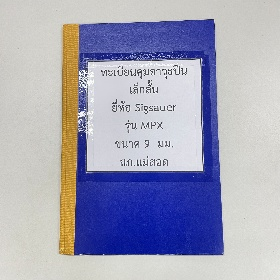 ทะเบียนคุมอาวุธปืน
เล็กสั้น
ยี่ห้อ Sigsauer
รุ่น MPX
ขนาด 9 มม.
สภ.แม่สอด